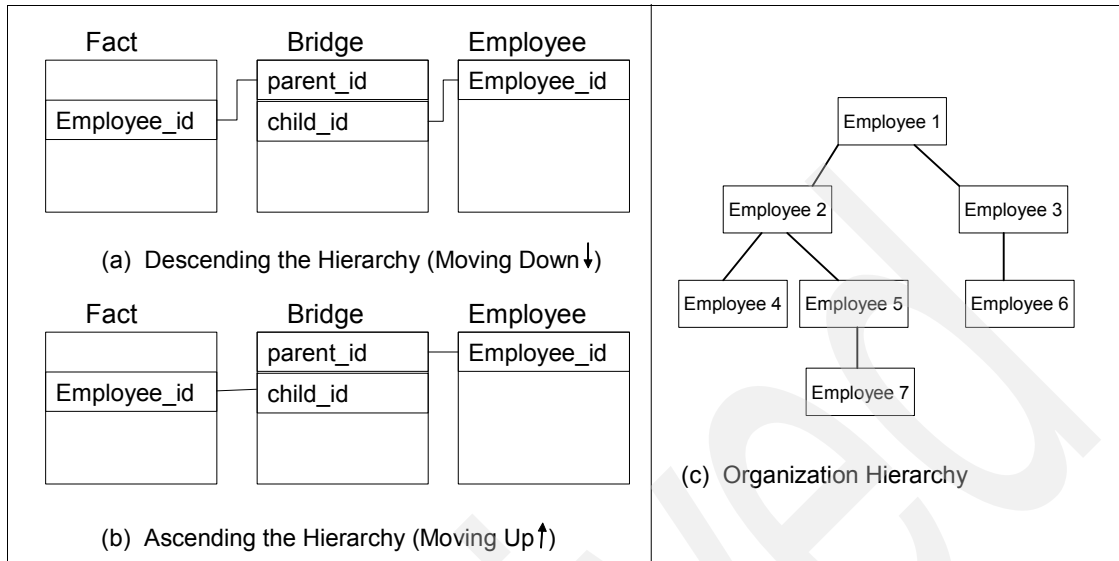 Fact Bridge Employee
parent_id Employee_id
Employee_id child_id
(a) Descending the Hierarchy (Moving Down↓)
Fact Bridge Employee
parent_id Employee_id
Employee_id child_id
(b) Ascending the Hierarchy (Moving Up↑)
Employee 1
Employee 2 Employee 3
Employee 4 Employee 5 Employee 6
Employee 7
(c) Organization Hierarchy